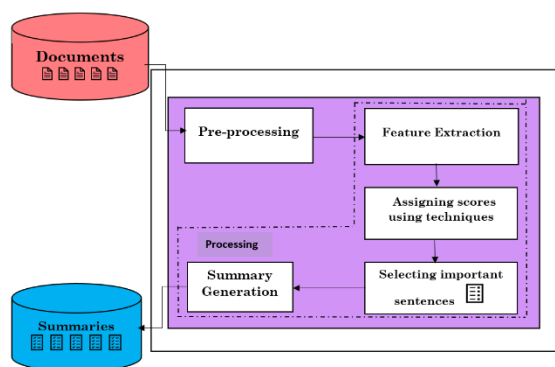 Documents
Pre-processing
Feature Extraction
Assigning scores
using techniques
Processing
Summary
Generation
Selecting important
sentences
Summaries